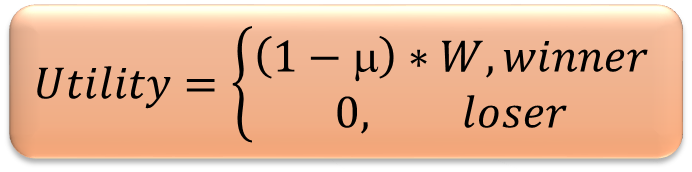 Utility = { (1 − μ) * W, winner
0, loser